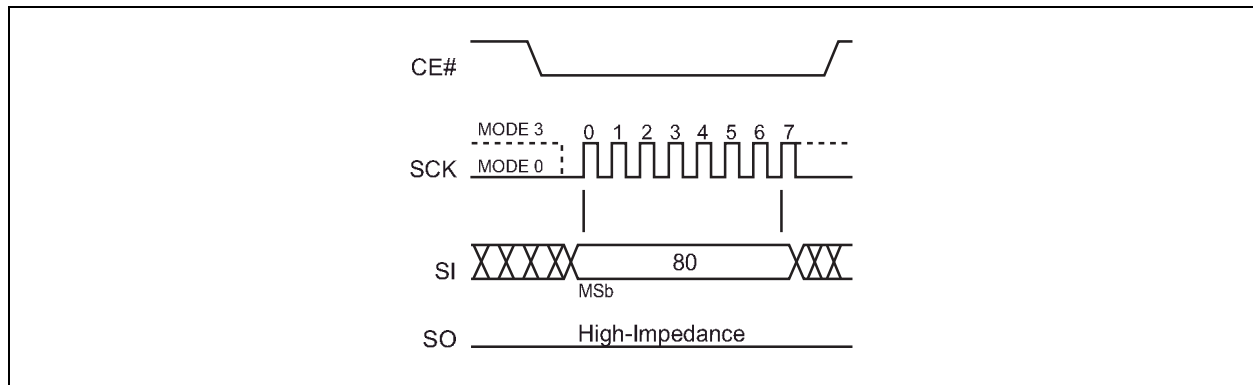 CE#
MODE 3
0 1 2 3 4 5 6 7
SCK
MODE 0
SI
80
MSb
SO
High-Impedance